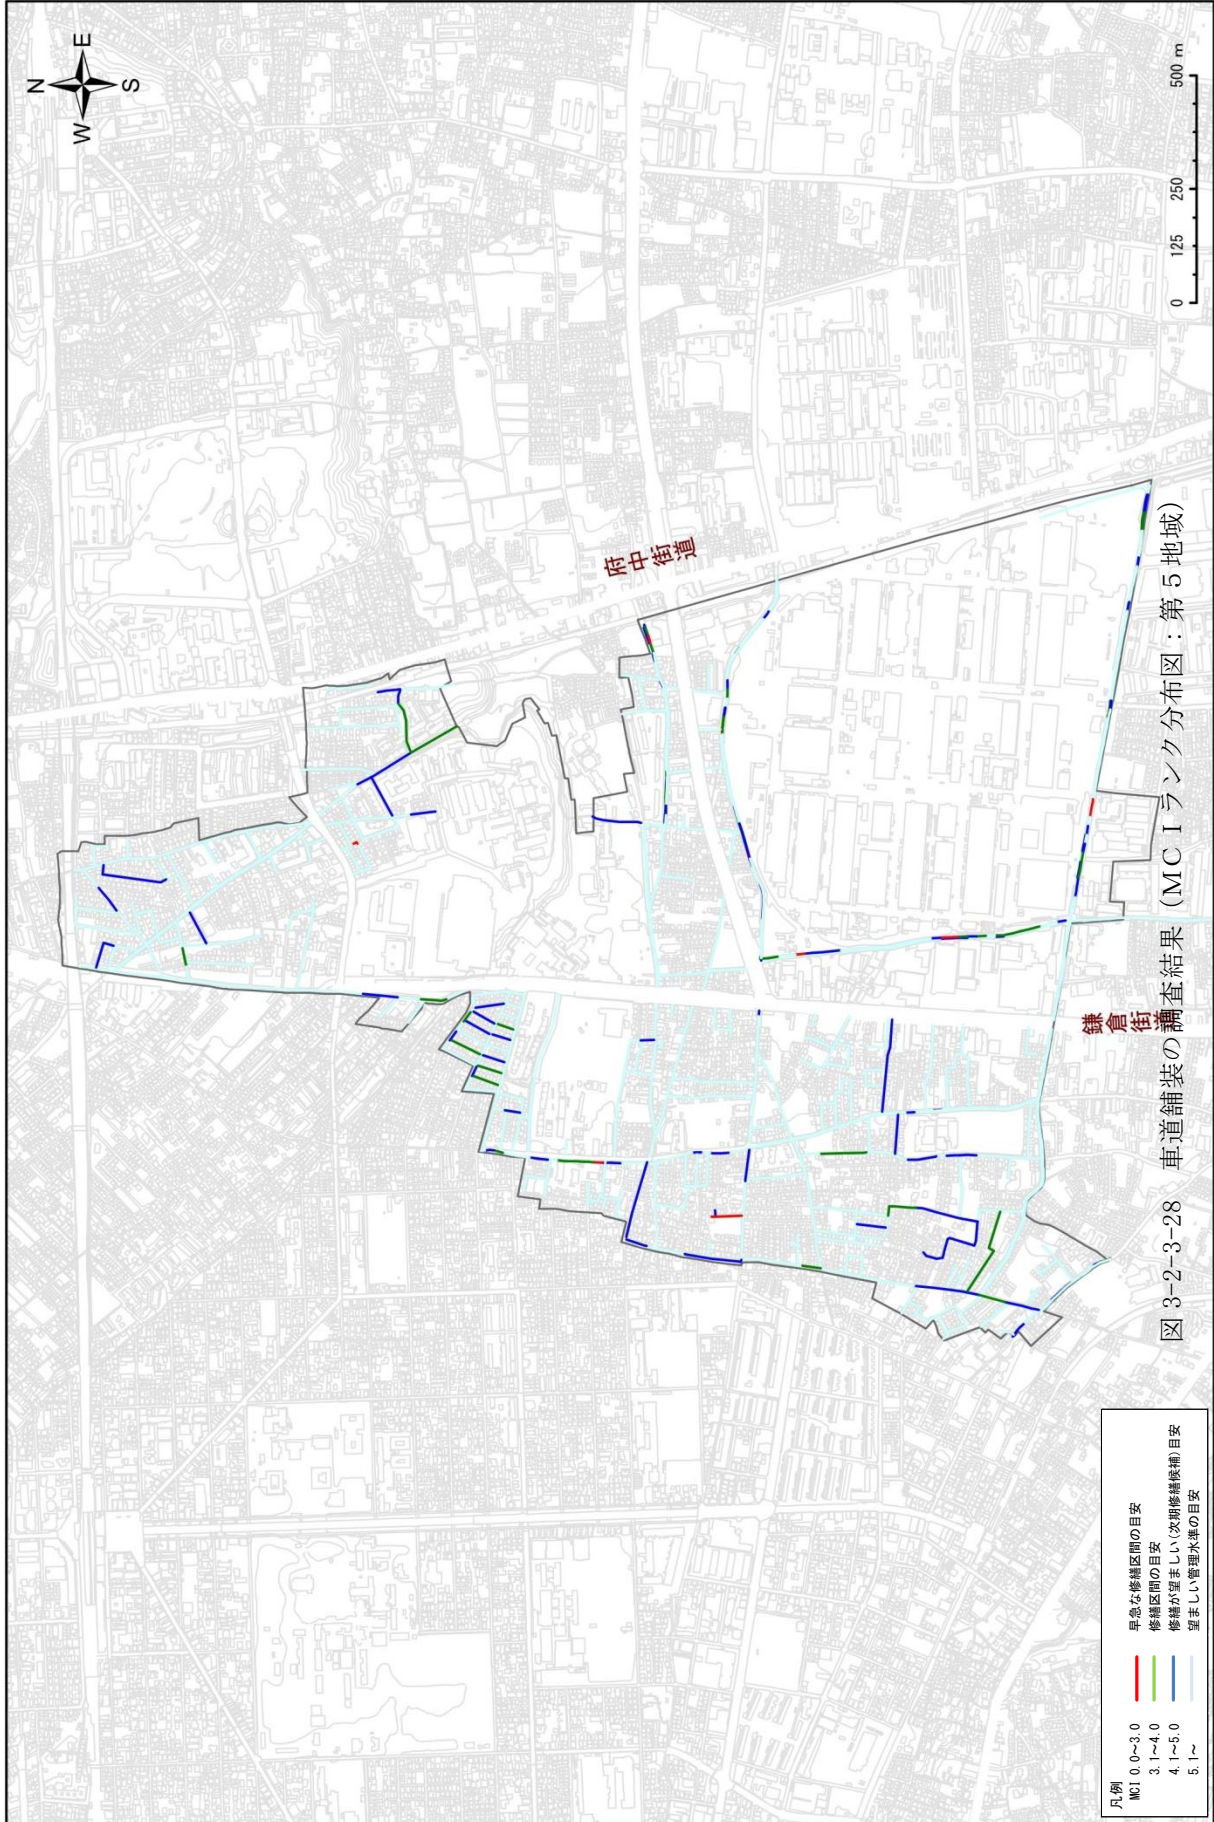 N
W E
S
府中街道
鎌倉街道
0 125 250 500 m
図 3-2-3-28 車道舗装の調査結果（ＭＣＩランク分布図：第５地域）
凡例
MCI 0.0~3.0 早急な修繕区間の目安
3.1~4.0 修繕区間の目安
4.1~5.0 修繕が望ましい(次期修繕候補)目安
5.1~ 望ましい管理水準の目安